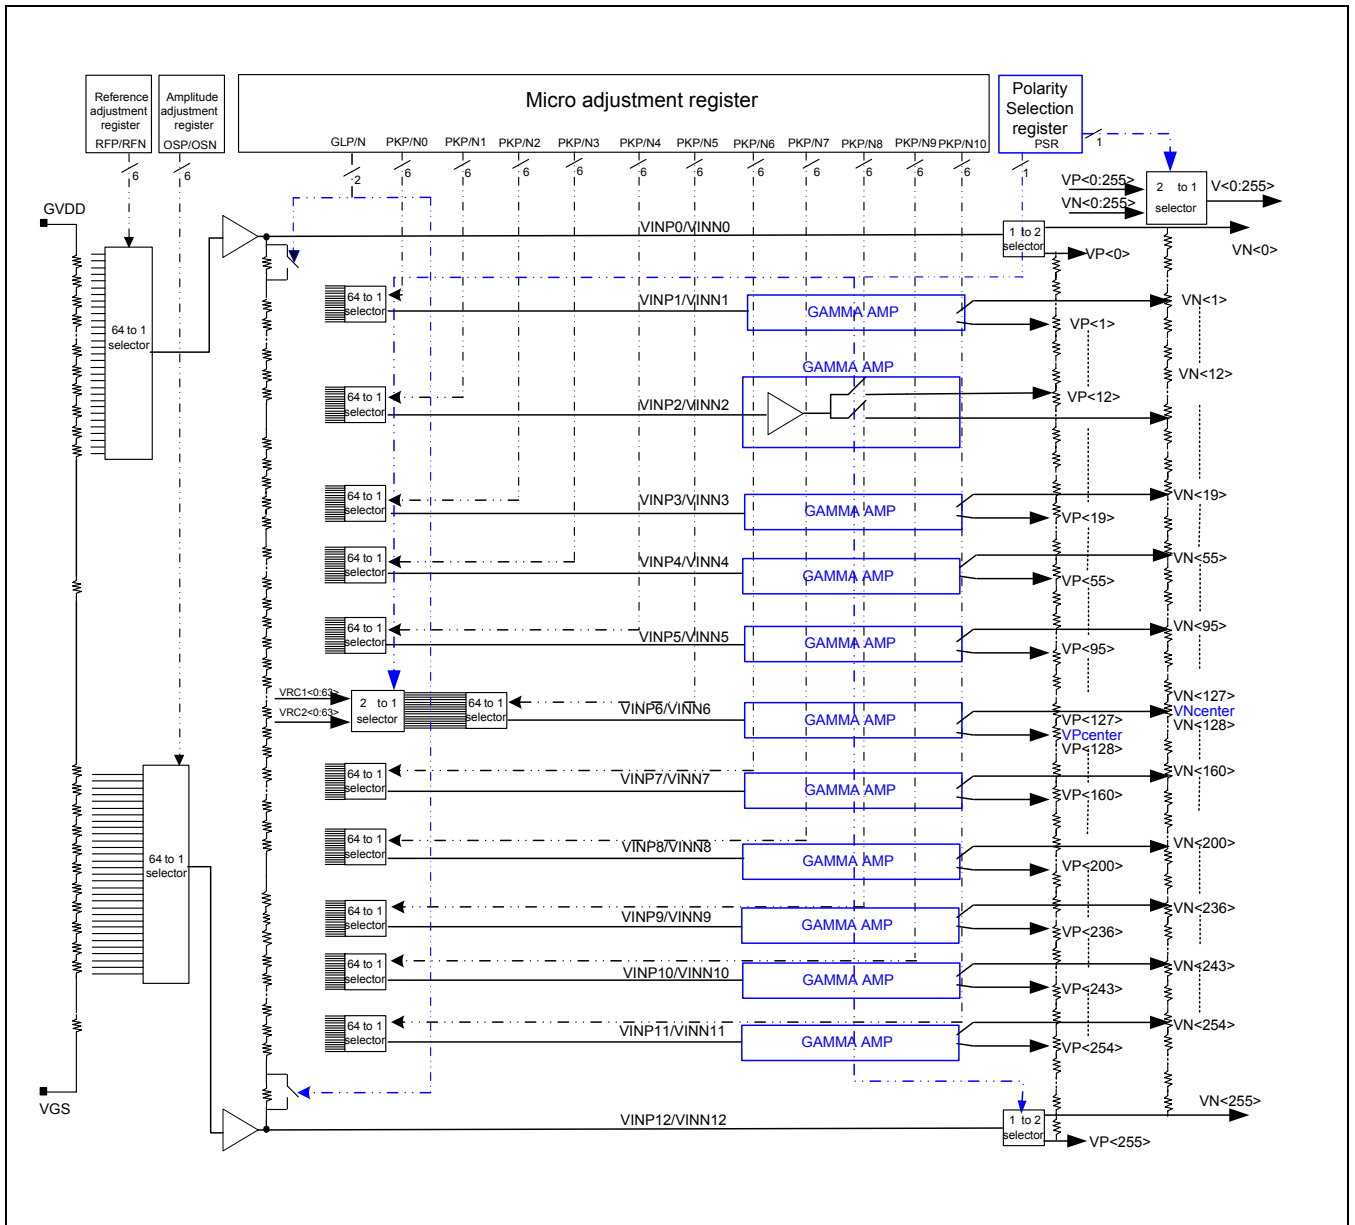 Reference
adjustment
register
RFP/RFN
Amplitude
adjustment
register
OSP/OSN
Micro adjustment register
GLP/N PKP/N0 PKP/N1 PKP/N2 PKP/N3 PKP/N4 PKP/N5 PKP/N6 PKP/N7 PKP/N8 PKP/N9 PKP/N10
Polarity
Selection
register
PSR
1
6 6 2 6 6 6 6 6 6 6 6 6 6 6 1
VP<0:255>
VN<0:255>
2 to 1
selector
V<0:255>
GVDD
VINP0/VINN0
1 to 2
selector
VN<0>
VP<0>
64 to 1
selector
64 to 1
selector
VINP1/VINN1
GAMMA AMP
VN<1>
VP<1>
GAMMA AMP
VN<12>
64 to 1
selector
VINP2/VINN2
VP<12>
64 to 1
selector
VINP3/VINN3
GAMMA AMP
VN<19>
VP<19>
64 to 1
selector
VINP4/VINN4
GAMMA AMP
VN<55>
VP<55>
64 to 1
selector
VINP5/VINN5
GAMMA AMP
VN<95>
VP<95>
VRC1<0:63>
VRC2<0:63>
2 to 1
selector
64 to 1
selector
VINP6/VINN6
GAMMA AMP
VN<127>
VNcenter
VN<128>
VP<127>
VPcenter
VP<128>
64 to 1
selector
VINP7/VINN7
GAMMA AMP
VN<160>
VP<160>
64 to 1
selector
64 to 1
selector
VINP8/VINN8
GAMMA AMP
VN<200>
VP<200>
64 to 1
selector
VINP9/VINN9
GAMMA AMP
VN<236>
VP<236>
64 to 1
selector
VINP10/VINN10
GAMMA AMP
VN<243>
VP<243>
64 to 1
selector
VINP11/VINN11
GAMMA AMP
VN<254>
VP<254>
VGS
VINP12/VINN12
1 to 2
selector
VN<255>
VP<255>